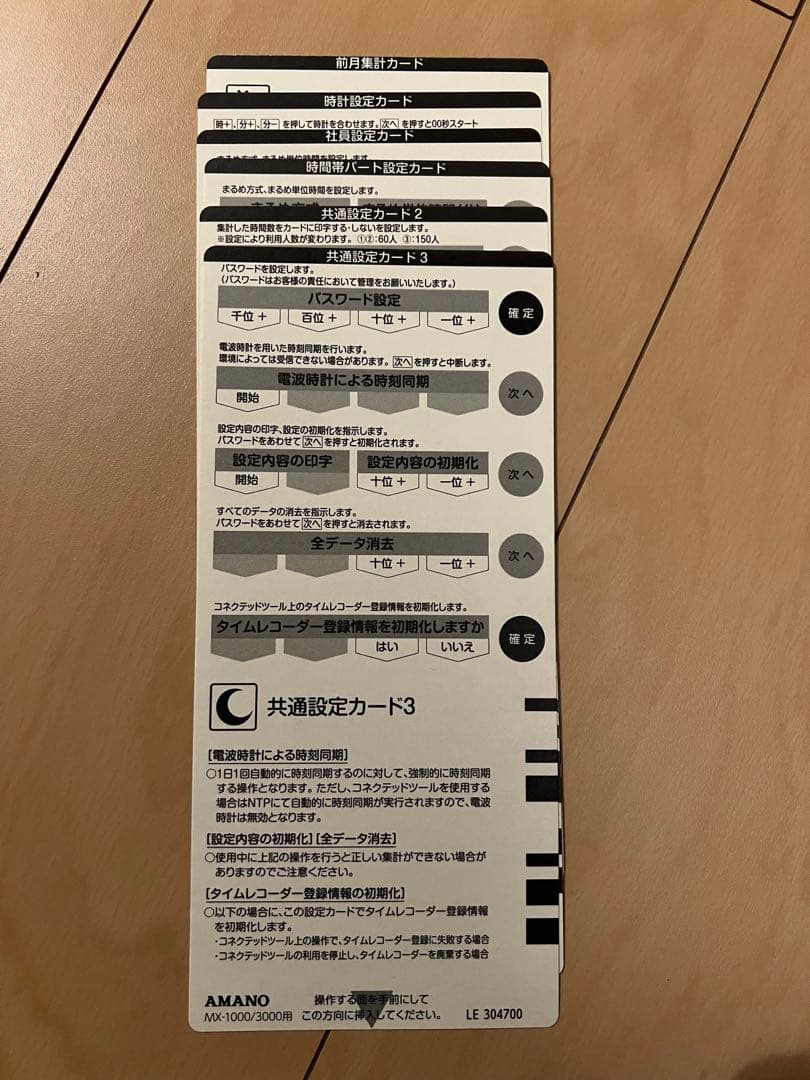 前月集計カード
時計設定カード
時+、分+、分− を押して時計を合わせます。次へ を押すと00秒スタート
社員設定カード
まるめ方式、まるめ単位時間を設定します。
時間帯パート設定カード
まるめ方式、まるめ単位時間を設定します。
共通設定カード2
集計した時間数をカードに印字する・しないを設定します。
※設定により利用人数が変わります。 ①②:60人 ③:150人
共通設定カード3
パスワードを設定します。
(パスワードはお客様の責任において管理をお願いいたします。)
パスワード設定
千位 + 百位 + 十位 + 一位 + 確定
電波時計を用いた時刻同期を行います。
環境によっては受信できない場合があります。 次へ を押すと中断します。
電波時計による時刻同期
開始 次へ
設定内容の印字、設定の初期化を指示します。
パスワードをあわせて 次へ を押すと初期化されます。
設定内容の印字 設定内容の初期化
開始 十位 + 一位 + 次へ
すべてのデータの消去を指示します。
パスワードをあわせて 次へ を押すと消去されます。
全データ消去
十位 + 一位 + 次へ
コネクテッドツール上のタイムレコーダー登録情報を初期化します。
タイムレコーダー登録情報を初期化しますか
はい いいえ 確定
共通設定カード3
[電波時計による時刻同期]
○1日1回自動的に時刻同期するのに対して、強制的に時刻同期
する操作となります。ただし、コネクテッドツールを使用する
場合はNTPにて自動的に時刻同期が実行されますので、電波
時計は無効となります。
[設定内容の初期化][全データ消去]
○使用中に上記の操作を行うと正しい集計ができない場合が
ありますのでご注意ください。
[タイムレコーダー登録情報の初期化]
○以下の場合に、この設定カードでタイムレコーダー登録情報
を初期化します。
・コネクテッドツール上の操作で、タイムレコーダー登録に失敗する場合
・コネクテッドツールの利用を停止し、タイムレコーダーを廃棄する場合
AMANO 操作する面を手前にして
MX-1000/3000用 この方向に挿入してください。 LE 304700